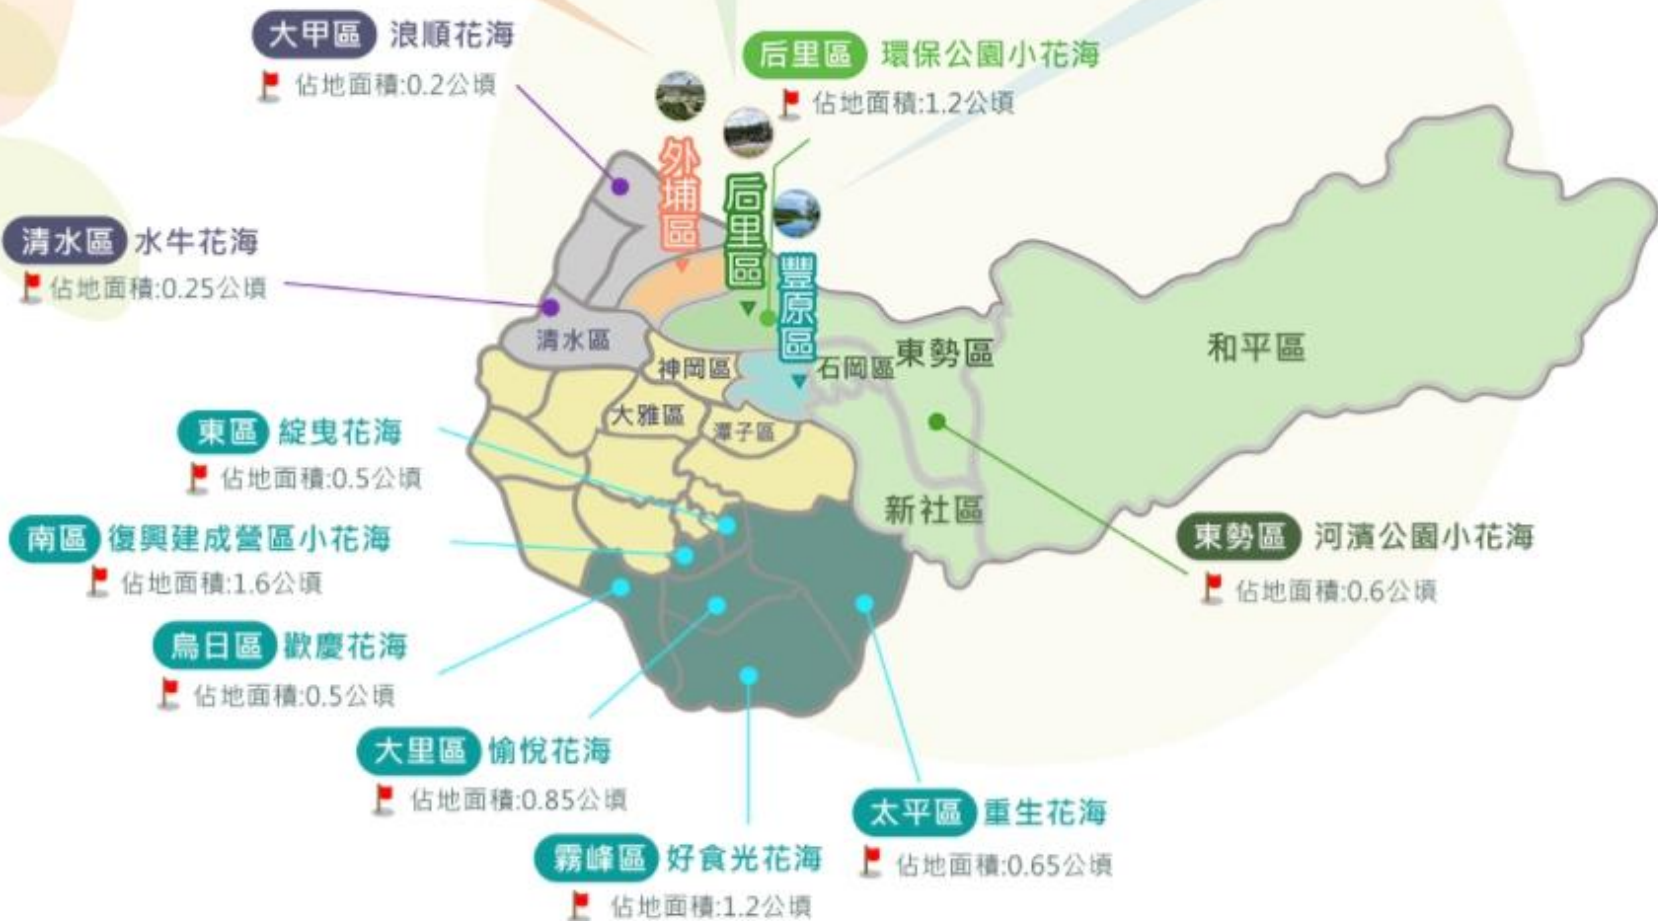 大甲區 浪順花海
佔地面積:0.2公頃
后里區 環保公園小花海
佔地面積:1.2公頃
外埔區
后里區
豐原區
清水區 水牛花海
佔地面積:0.25公頃
清水區
神岡區
石岡區
東勢區
和平區
大雅區
潭子區
新社區
東區 綻曳花海
佔地面積:0.5公頃
南區 復興建成營區小花海
佔地面積:1.6公頃
東勢區 河濱公園小花海
佔地面積:0.6公頃
烏日區 歡慶花海
佔地面積:0.5公頃
大里區 愉悅花海
佔地面積:0.85公頃
太平區 重生花海
佔地面積:0.65公頃
霧峰區 好食光花海
佔地面積:1.2公頃